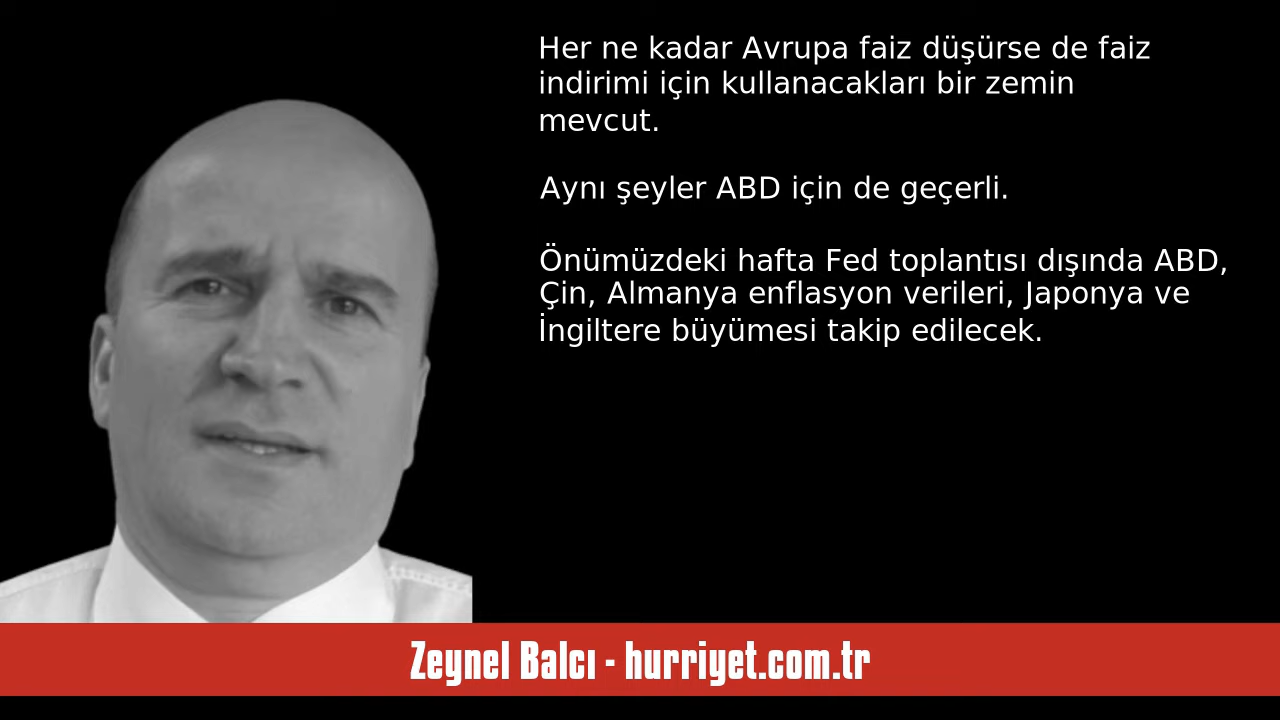 Her ne kadar Avrupa faiz düşürse de faiz
indirimi için kullanacakları bir zemin
mevcut.
Aynı şeyler ABD için de geçerli.
Önümüzdeki hafta Fed toplantısı dışında ABD,
Çin, Almanya enflasyon verileri, Japonya ve
İngiltere büyümesi takip edilecek.
Zeynel Balcı - hurriyet.com.tr